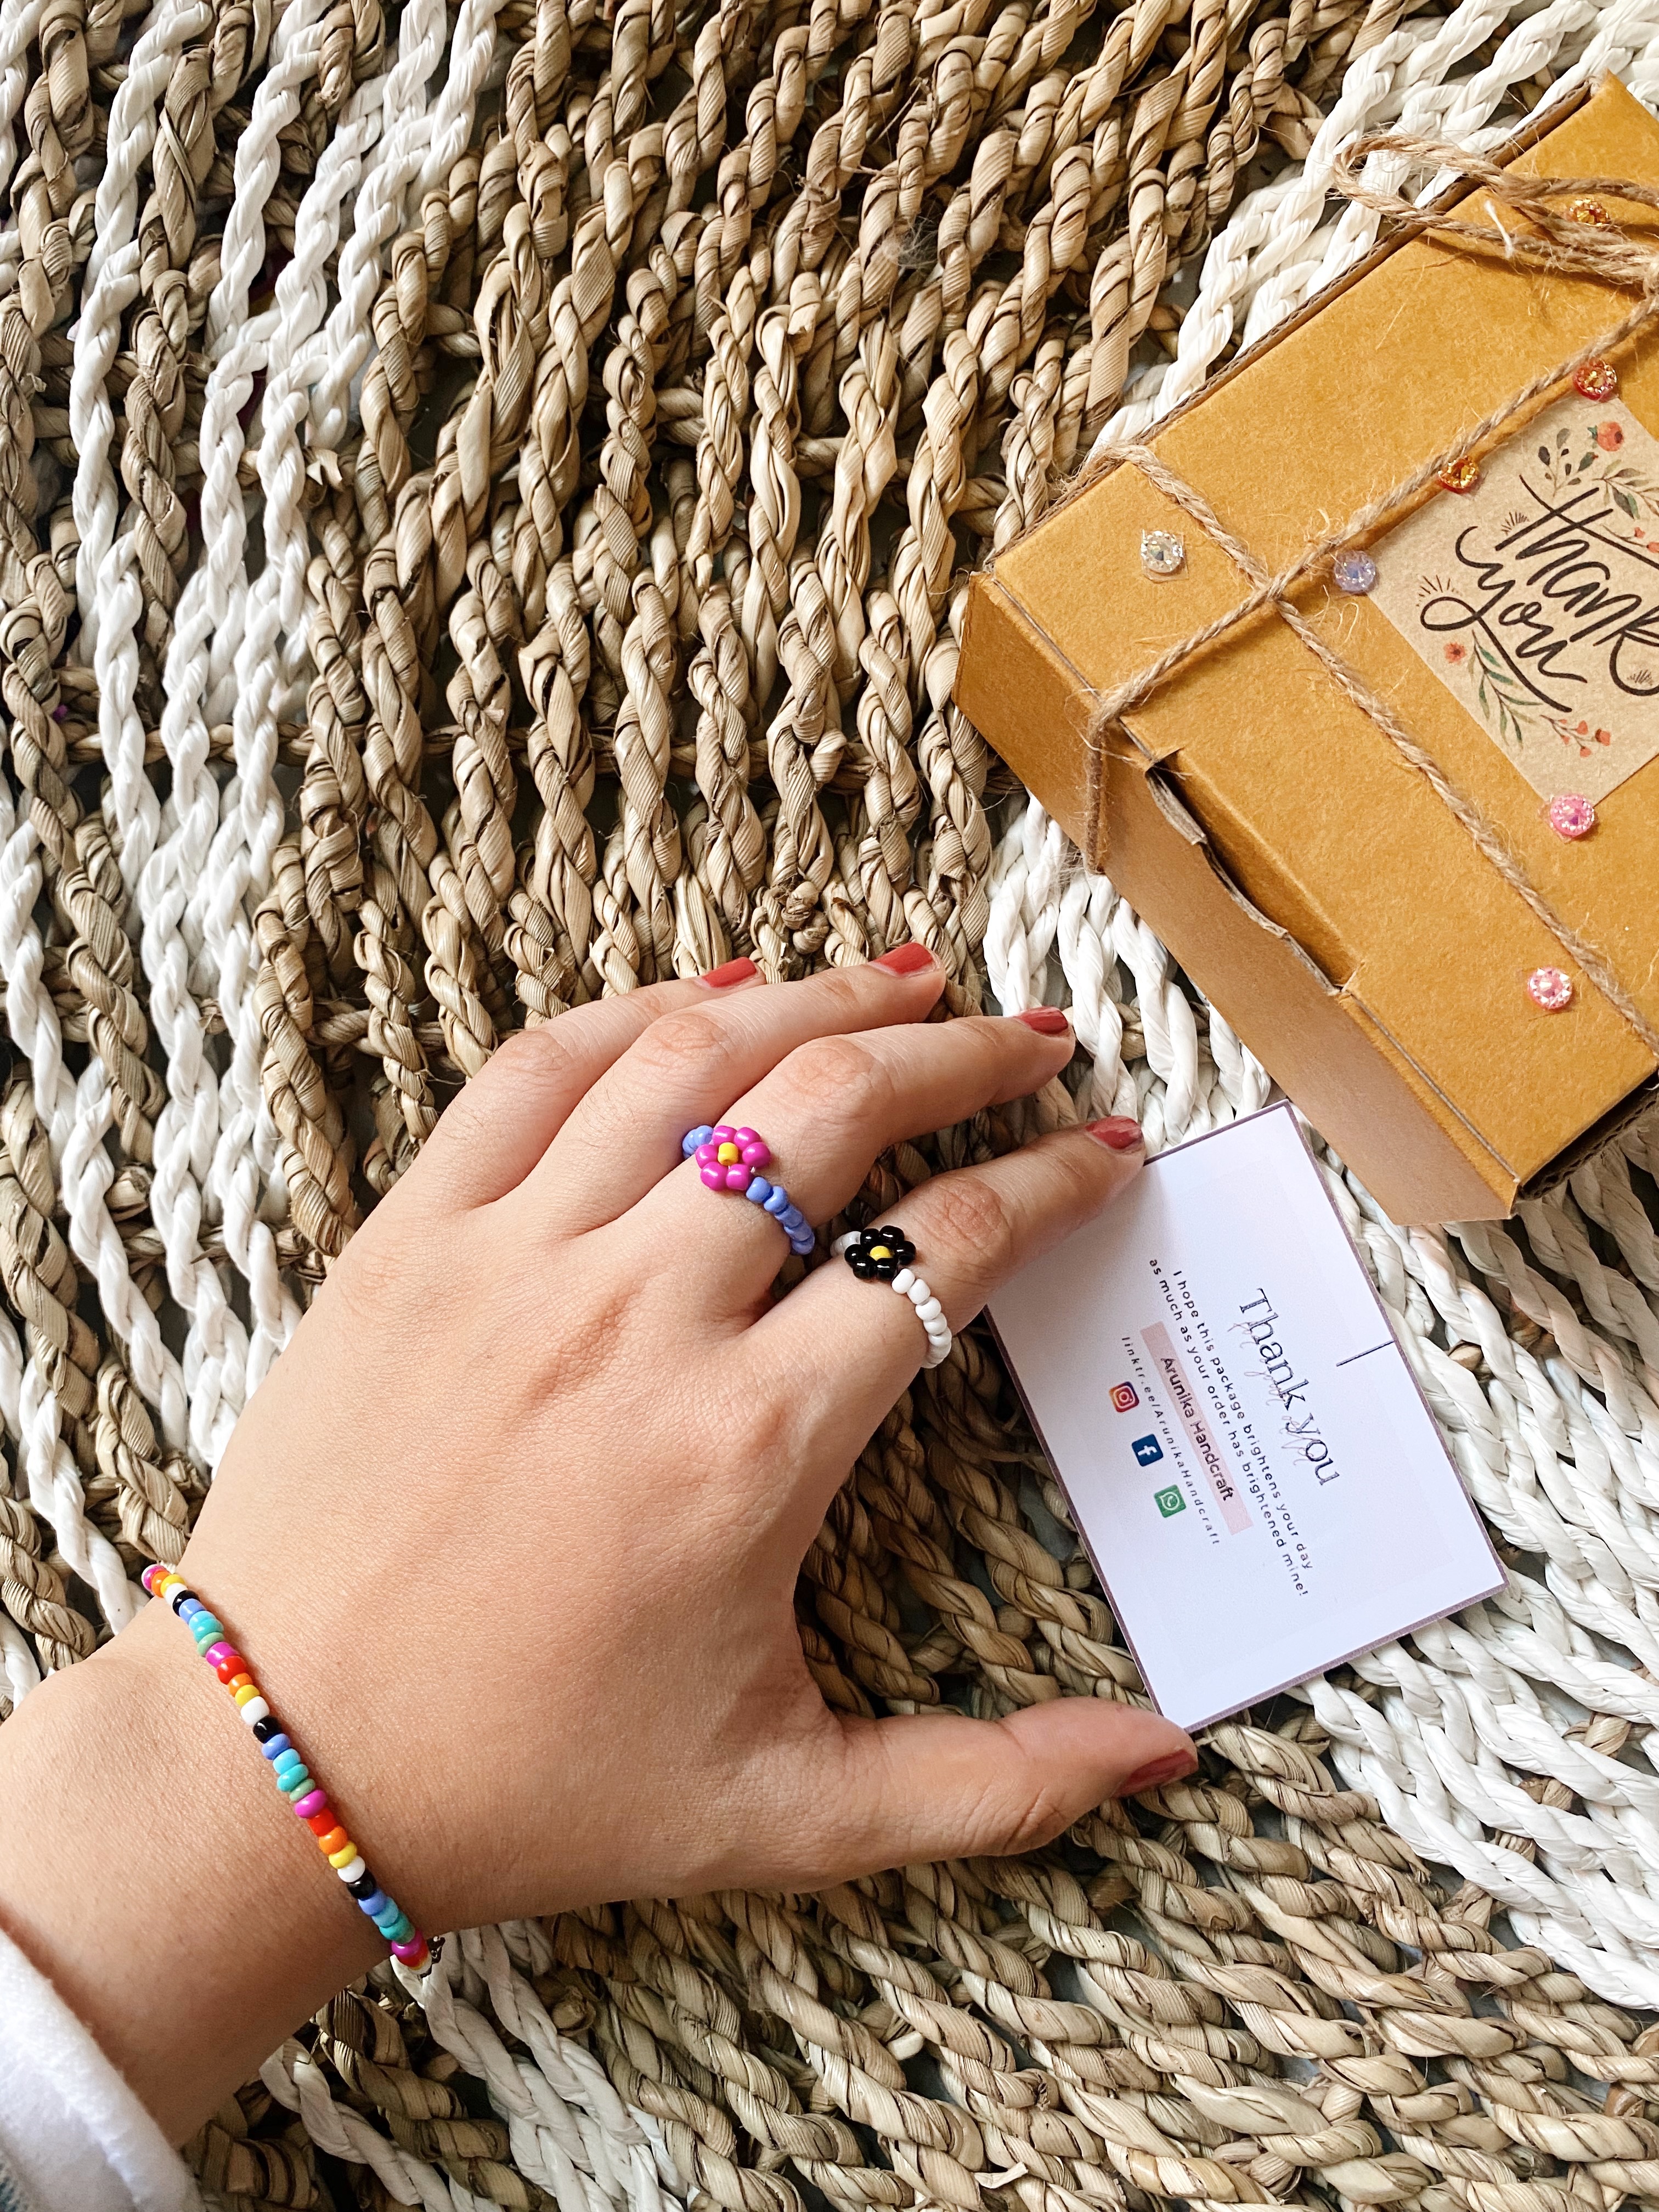 thank
you
Thank you
I hope this package brightens your day
as much as your order has brightened mine!
Arunika Handcraft
linktr.ee/ArunikaHandcraft